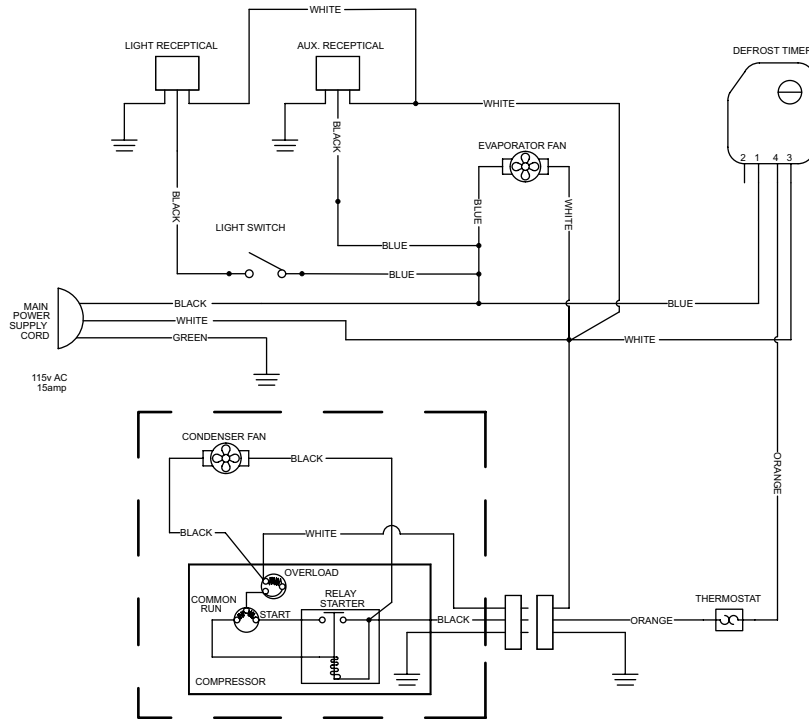 WHITE
LIGHT RECEPTICAL
AUX. RECEPTICAL
DEFROST TIMER
WHITE
BLACK
EVAPORATOR FAN
2 1 4 3
BLACK
BLUE
WHITE
LIGHT SWITCH
BLUE
BLUE
MAIN
POWER
SUPPLY
CORD
BLACK
BLUE
WHITE
GREEN
WHITE
115v AC
15amp
CONDENSER FAN
BLACK
ORANGE
BLACK
WHITE
OVERLOAD
RELAY
STARTER
COMMON
RUN
START
BLACK
ORANGE
THERMOSTAT
COMPRESSOR